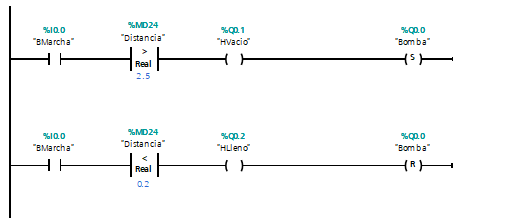 %I0.0 %MD24 %Q0.1 %Q0.0
"BMarcha" "Distancia" "HVacio" "Bomba"
>
Real
S
2.5
%I0.0 %MD24 %Q0.2 %Q0.0
"BMarcha" "Distancia" "HLleno" "Bomba"
<
Real
R
0.2